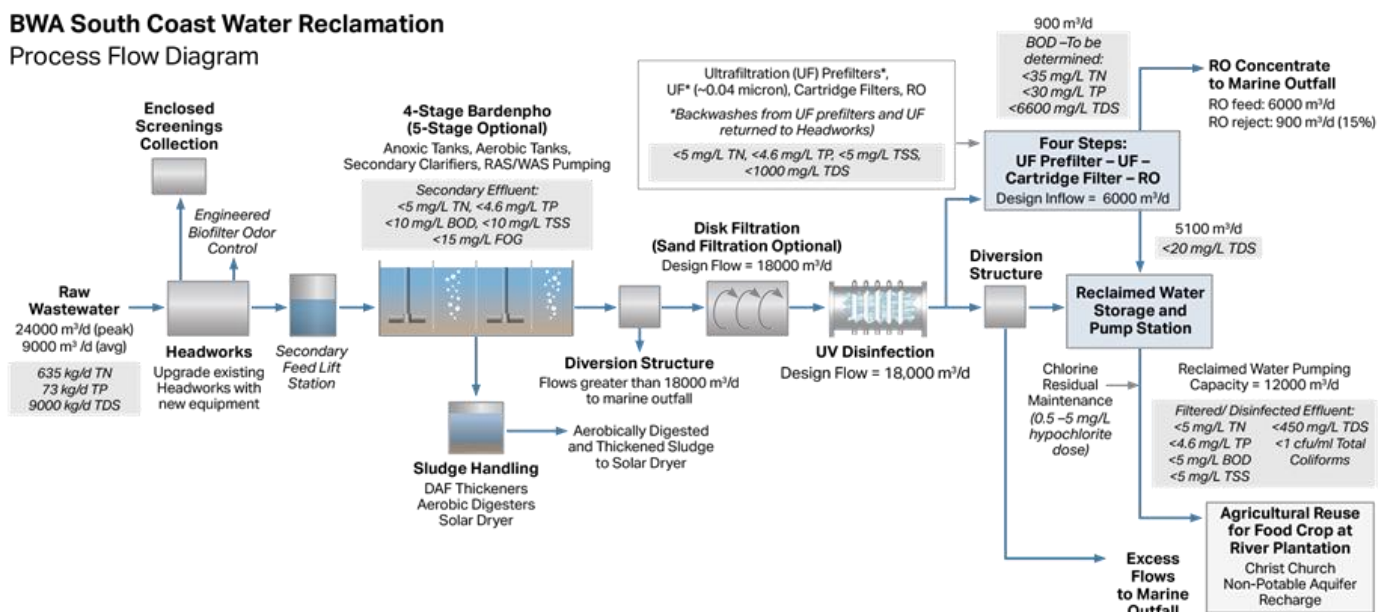 BWA South Coast Water Reclamation
Process Flow Diagram
Raw
Wastewater
24000 m³/d (peak)
9000 m³ /d (avg)
635 kg/d TN
73 kg/d TP
9000 kg/d TDS
Enclosed
Screenings
Collection
Engineered
Biofilter Odor
Control
Headworks
Upgrade existing
Headworks with
new equipment
Secondary
Feed Lift
Station
4-Stage Bardenpho
(5-Stage Optional)
Anoxic Tanks, Aerobic Tanks,
Secondary Clarifiers, RAS/WAS Pumping
Secondary Effluent:
<5 mg/L TN, <4.6 mg/L TP
<10 mg/L BOD, <10 mg/L TSS
<15 mg/L FOG
Sludge Handling
DAF Thickeners
Aerobic Digesters
Solar Dryer
Aerobically Digested
and Thickened Sludge
to Solar Dryer
Diversion Structure
Flows greater than 18000 m³/d
to marine outfall
Disk Filtration
(Sand Filtration Optional)
Design Flow = 18000 m³/d
UV Disinfection
Design Flow = 18,000 m³/d
Ultrafiltration (UF) Prefilters*,
UF* (~0.04 micron), Cartridge Filters, RO
*Backwashes from UF prefilters and UF
returned to Headworks)
<5 mg/L TN, <4.6 mg/L TP, <5 mg/L TSS,
<1000 mg/L TDS
900 m³/d
BOD –To be
determined:
<35 mg/L TN
<30 mg/L TP
<6600 mg/L TDS
Four Steps:
UF Prefilter – UF –
Cartridge Filter – RO
Design Inflow = 6000 m³/d
RO Concentrate
to Marine Outfall
RO feed: 6000 m³/d
RO reject: 900 m³/d (15%)
5100 m³/d
<20 mg/L TDS
Diversion
Structure
Reclaimed Water
Storage and
Pump Station
Chlorine
Residual
Maintenance
(0.5 –5 mg/L
hypochlorite
dose)
Reclaimed Water Pumping
Capacity = 12000 m³/d
Filtered/ Disinfected Effluent:
<5 mg/L TN <450 mg/L TDS
<4.6 mg/L TP <1 cfu/ml Total
<5 mg/L BOD Coliforms
<5 mg/L TSS
Agricultural Reuse
for Food Crop at
River Plantation
Christ Church
Non-Potable Aquifer
Recharge
Excess
Flows
to Marine
Outfall